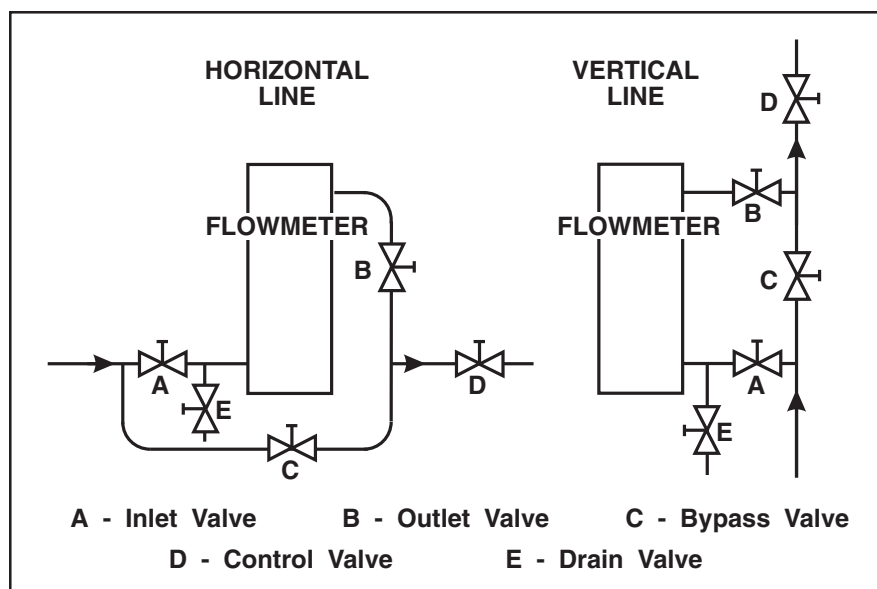 HORIZONTAL
LINE
FLOWMETER
B
A
E
D
C
VERTICAL
LINE
D
FLOWMETER
B
C
A
E
A - Inlet Valve B - Outlet Valve C - Bypass Valve
D - Control Valve E - Drain Valve